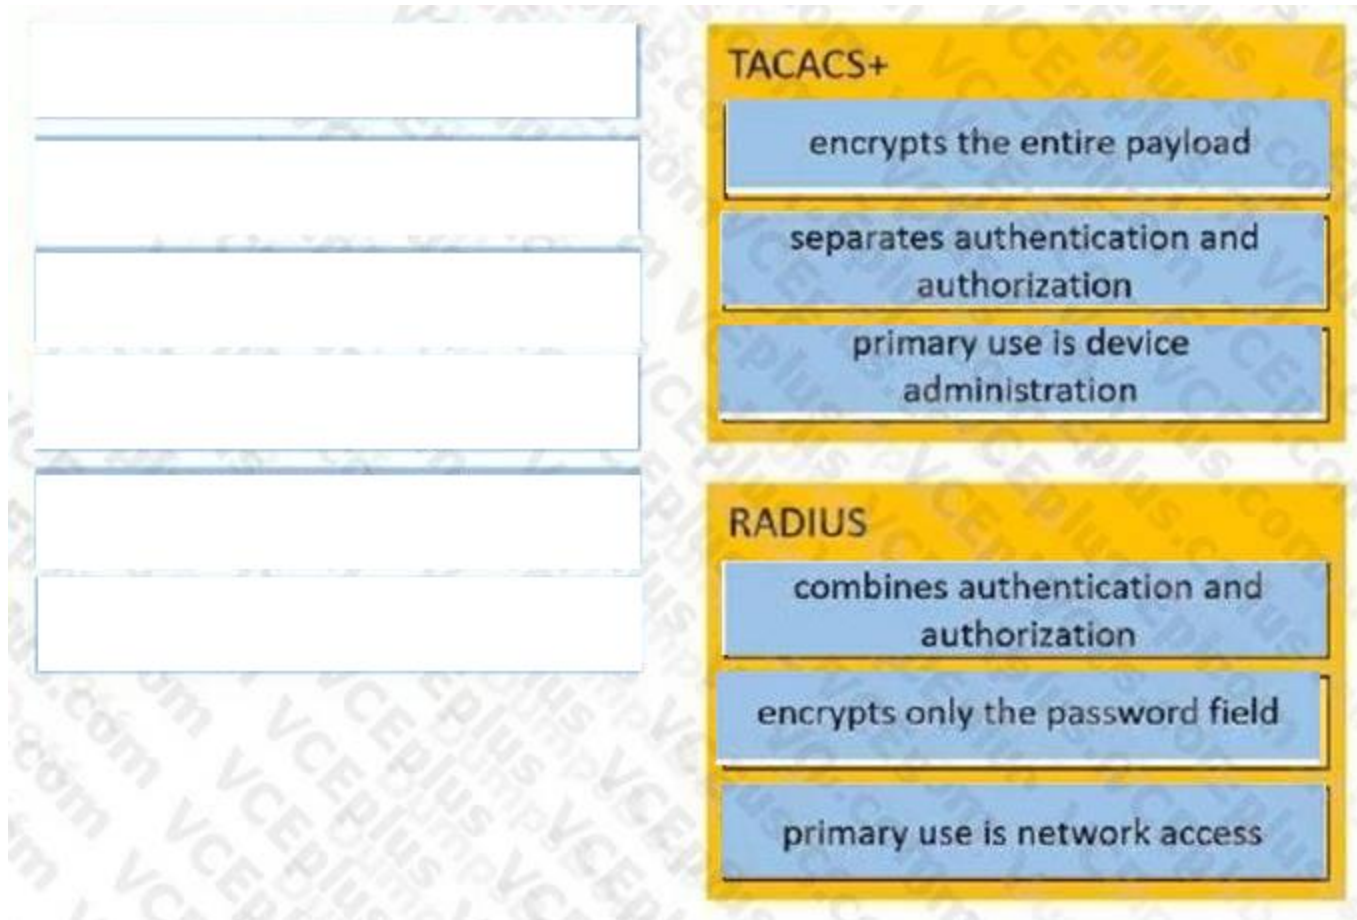 TACACS+
encrypts the entire payload
separates authentication and
authorization
primary use is device
administration
RADIUS
combines authentication and
authorization
encrypts only the password field
primary use is network access